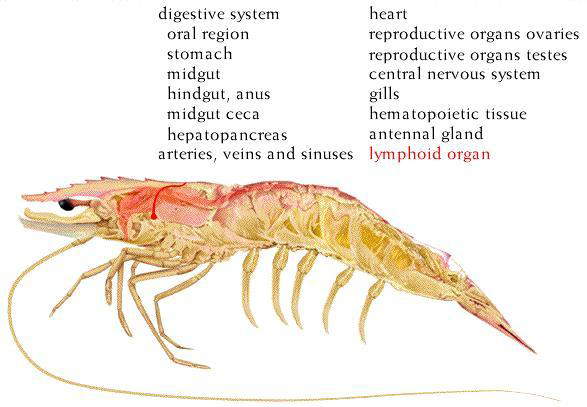 digestive system
oral region
stomach
midgut
hindgut, anus
midgut ceca
hepatopancreas
arteries, veins and sinuses
heart
reproductive organs ovaries
reproductive organs testes
central nervous system
gills
hematopoietic tissue
antennal gland
lymphoid organ